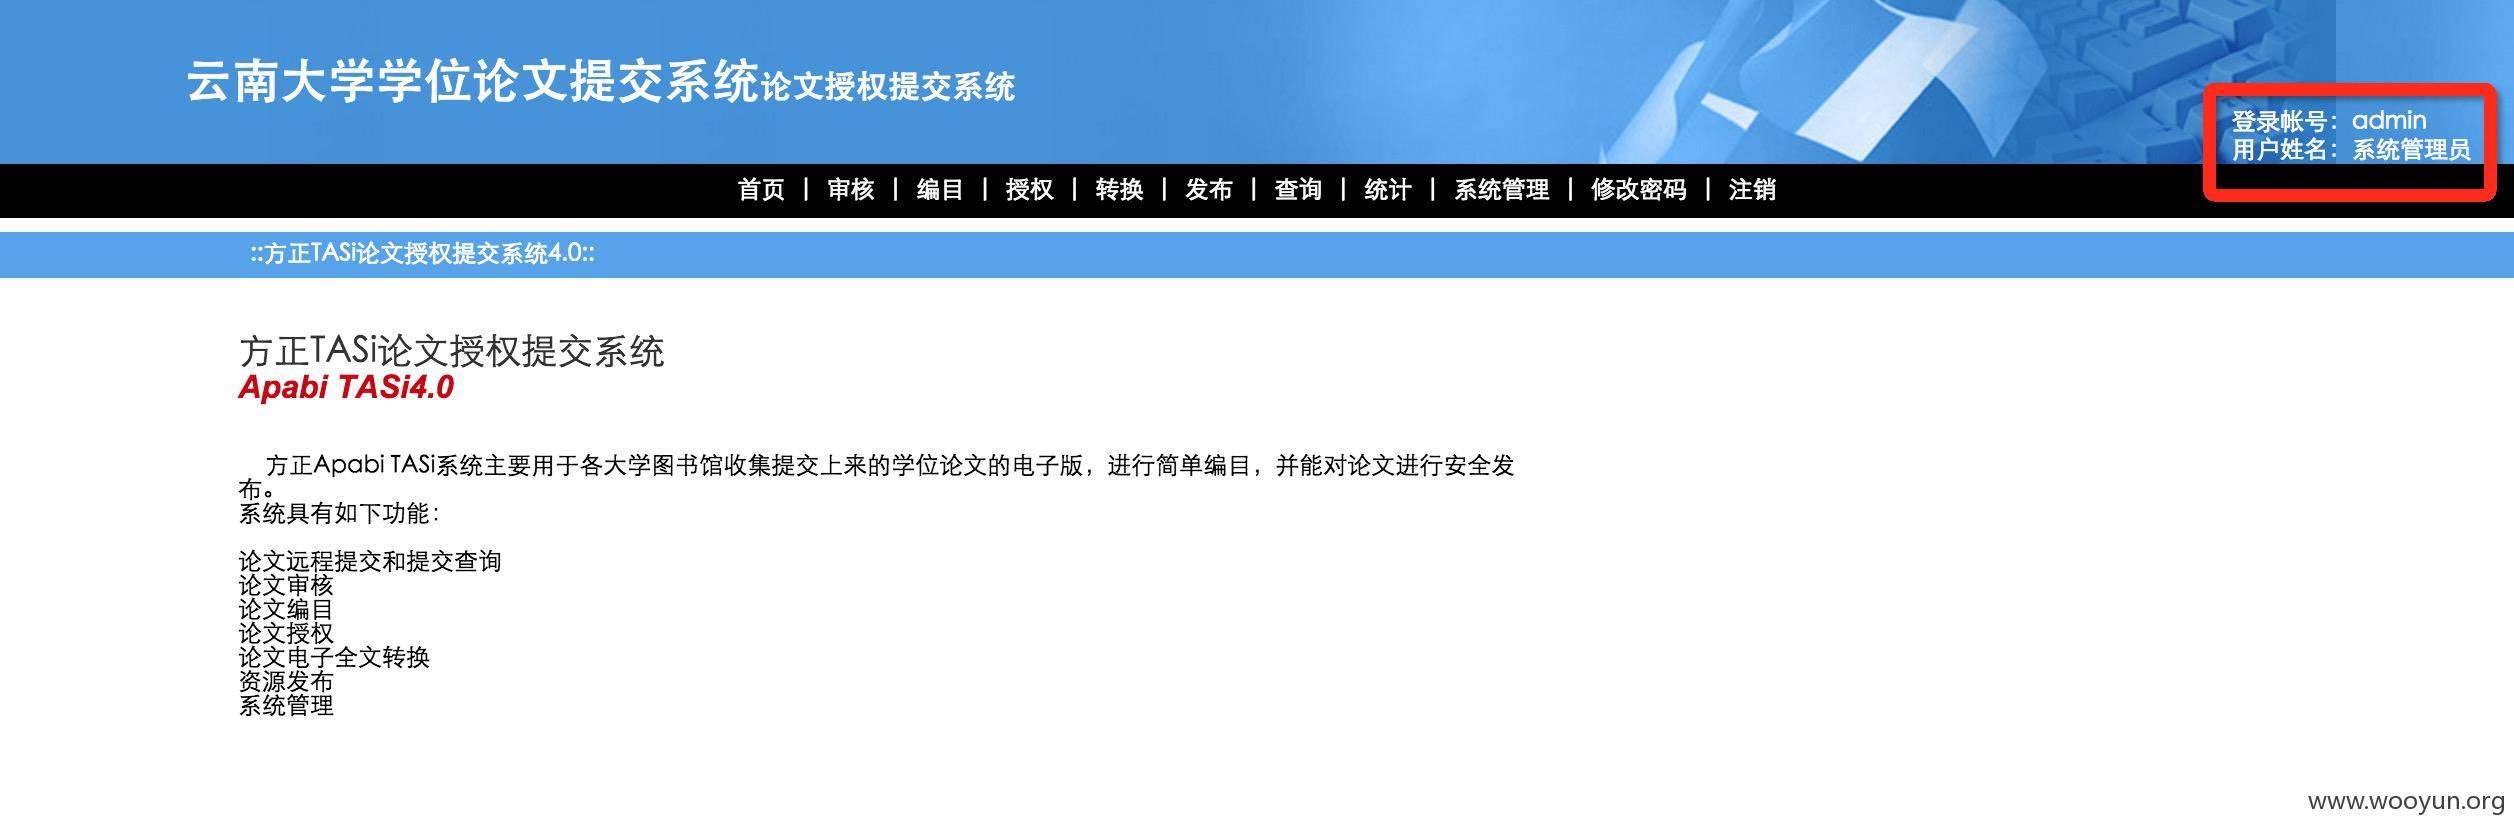 云南大学学位论文提交系统论文授权提交系统
登录帐号：admin
用户姓名：系统管理员
首页 | 审核 | 编目 | 授权 | 转换 | 发布 | 查询 | 统计 | 系统管理 | 修改密码 | 注销
::方正TASi论文授权提交系统4.0::
方正TASi论文授权提交系统
Apabi TASi4.0
方正Apabi TASi系统主要用于各大学图书馆收集提交上来的学位论文的电子版，进行简单编目，并能对论文进行安全发
布。
系统具有如下功能：
论文远程提交和提交查询
论文审核
论文编目
论文授权
论文电子全文转换
资源发布
系统管理
www.wooyun.org